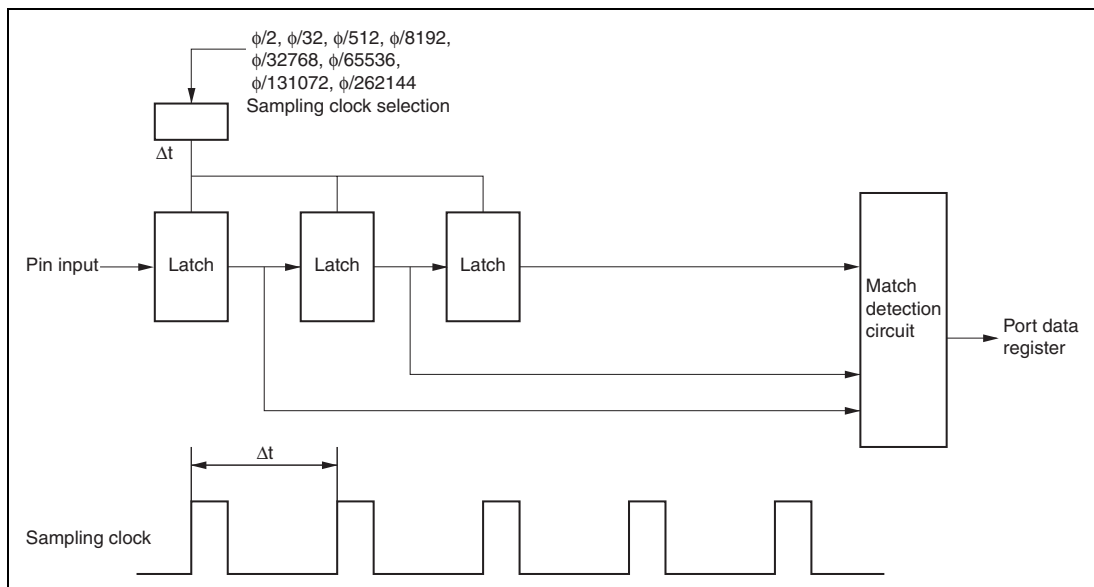 ϕ/2, ϕ/32, ϕ/512, ϕ/8192,
ϕ/32768, ϕ/65536,
ϕ/131072, ϕ/262144
Sampling clock selection
Δt
Pin input
Latch
Latch
Latch
Match
detection
circuit
Port data
register
Δt
Sampling clock